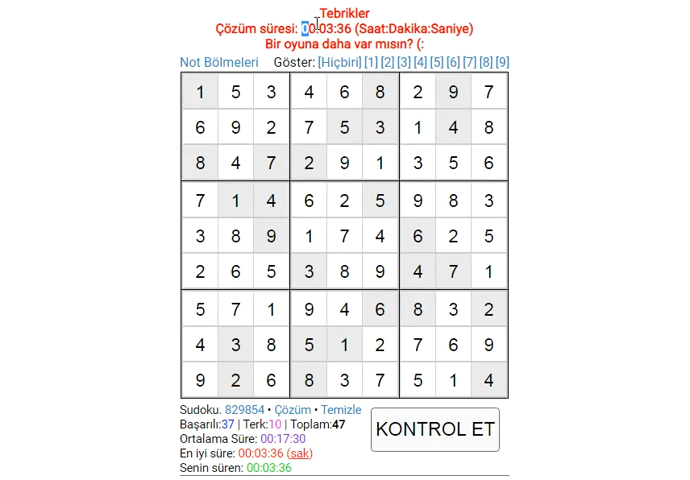 Tebrikler
Çözüm süresi: 00:03:36 (Saat:Dakika:Saniye)
Bir oyuna daha var mısın? (:
Not Bölmeleri Göster: [Hiçbiri] [1] [2] [3] [4] [5] [6] [7] [8] [9]
1 5 3 4 6 8 2 9 7
6 9 2 7 5 3 1 4 8
8 4 7 2 9 1 3 5 6
7 1 4 6 2 5 9 8 3
3 8 9 1 7 4 6 2 5
2 6 5 3 8 9 4 7 1
5 7 1 9 4 6 8 3 2
4 3 8 5 1 2 7 6 9
9 2 6 8 3 7 5 1 4
Sudoku. 829854 • Çözüm • Temizle
Başarılı:37 | Terk:10 | Toplam:47
Ortalama Süre: 00:17:30
En iyi süre: 00:03:36 (sak)
Senin süren: 00:03:36
KONTROL ET